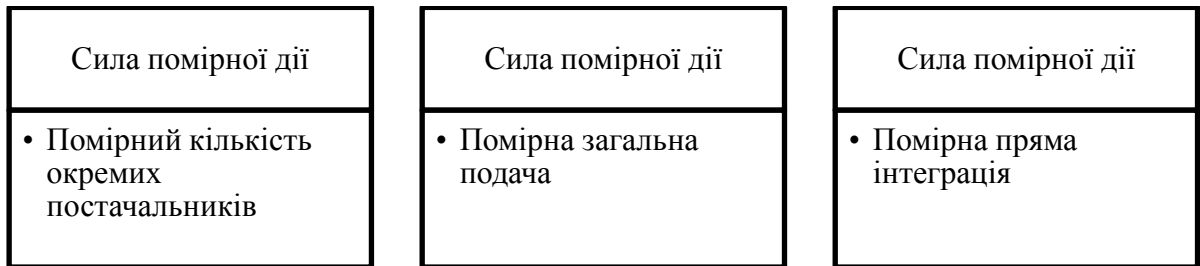 Сила помірної дії
• Помірний кількість
окремих
постачальників
Сила помірної дії
• Помірна загальна
подача
Сила помірної дії
• Помірна пряма
інтеграція